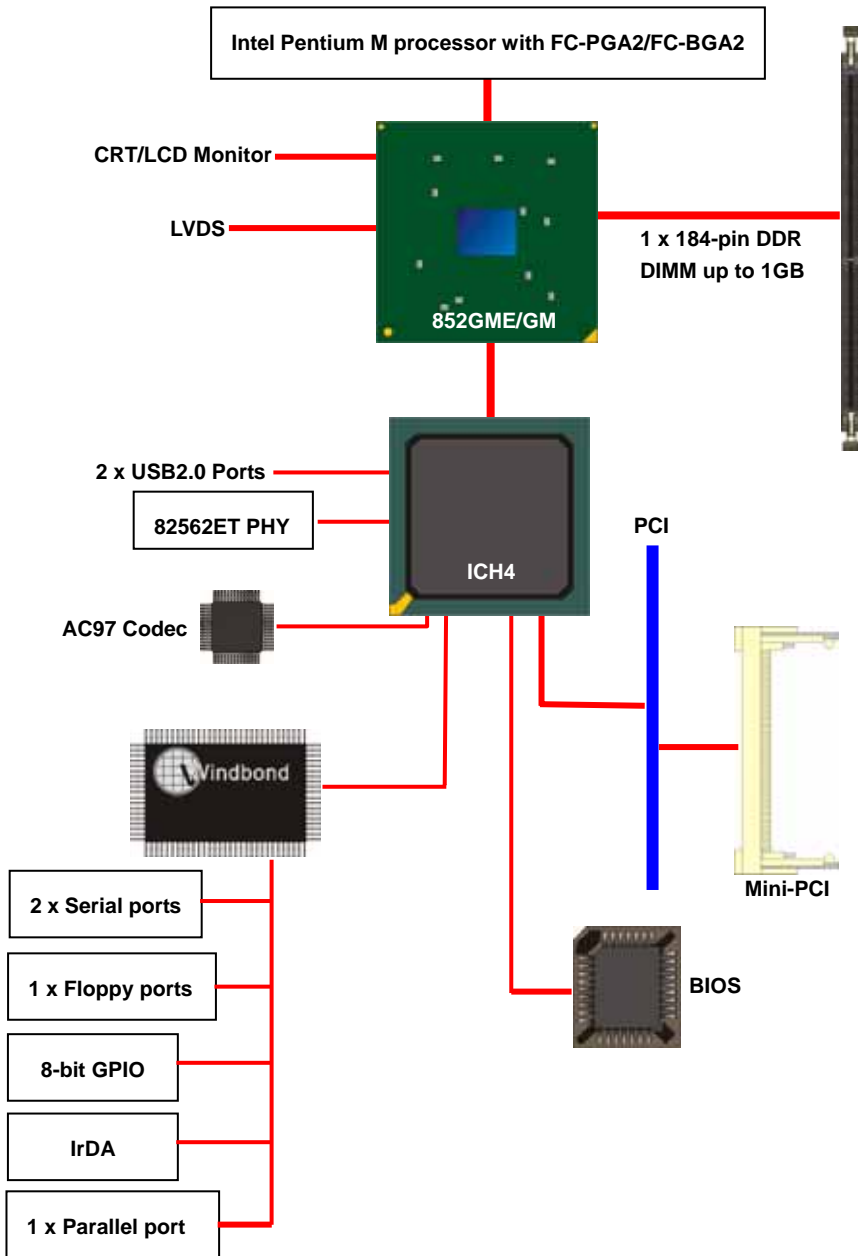 Intel Pentium M processor with FC-PGA2/FC-BGA2
CRT/LCD Monitor
LVDS
1 x 184-pin DDR
DIMM up to 1GB
852GME/GM
2 x USB2.0 Ports
82562ET PHY
ICH4
PCI
AC97 Codec
Windbond
Mini-PCI
2 x Serial ports
1 x Floppy ports
BIOS
8-bit GPIO
IrDA
1 x Parallel port